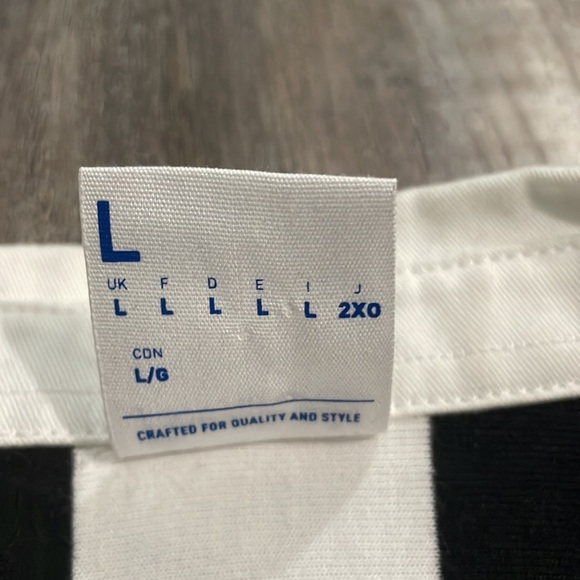 L
UK F D E I J
L L L L L 2XO
CDN
L/G
CRAFTED FOR QUALITY AND STYLE